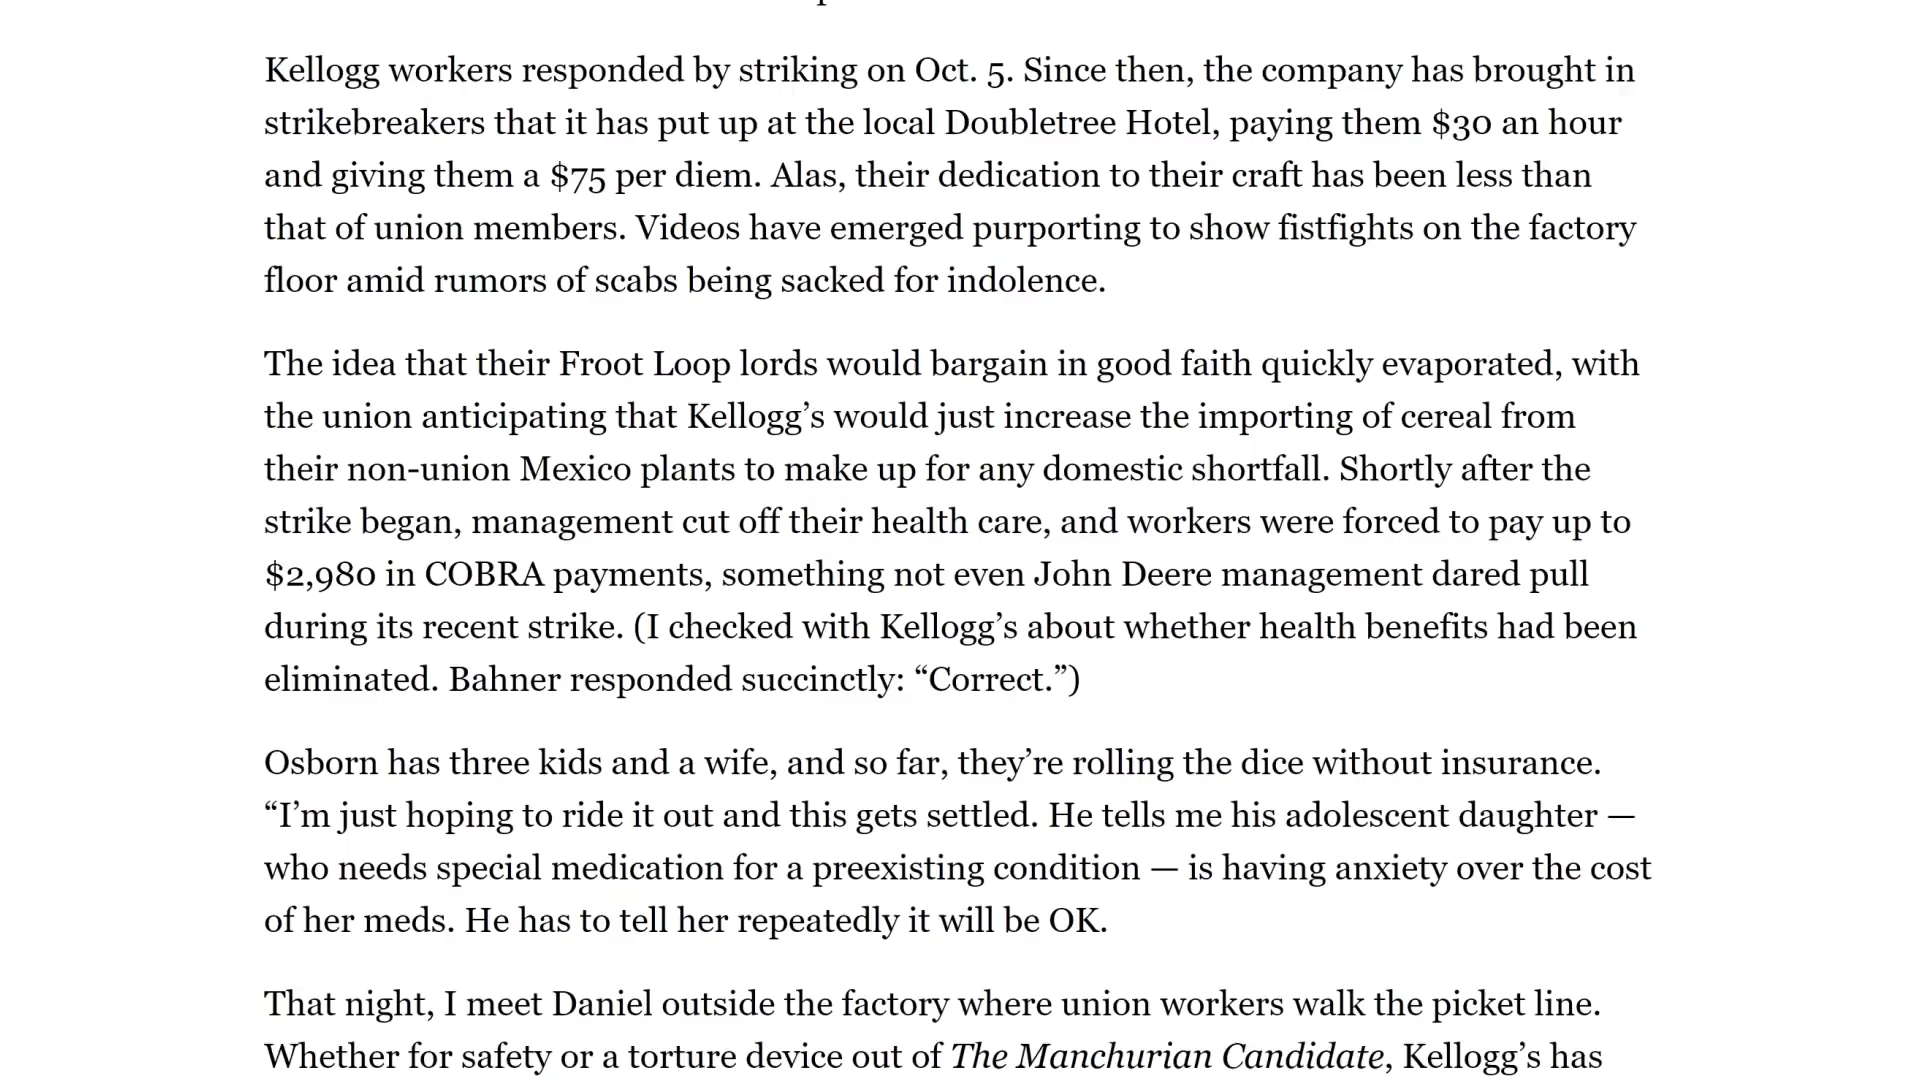 Kellogg workers responded by striking on Oct. 5. Since then, the company has brought in
strikebreakers that it has put up at the local Doubletree Hotel, paying them $30 an hour
and giving them a $75 per diem. Alas, their dedication to their craft has been less than
that of union members. Videos have emerged purporting to show fistfights on the factory
floor amid rumors of scabs being sacked for indolence.
The idea that their Froot Loop lords would bargain in good faith quickly evaporated, with
the union anticipating that Kellogg’s would just increase the importing of cereal from
their non-union Mexico plants to make up for any domestic shortfall. Shortly after the
strike began, management cut off their health care, and workers were forced to pay up to
$2,980 in COBRA payments, something not even John Deere management dared pull
during its recent strike. (I checked with Kellogg’s about whether health benefits had been
eliminated. Bahner responded succinctly: “Correct.”)
Osborn has three kids and a wife, and so far, they’re rolling the dice without insurance.
“I’m just hoping to ride it out and this gets settled. He tells me his adolescent daughter —
who needs special medication for a preexisting condition — is having anxiety over the cost
of her meds. He has to tell her repeatedly it will be OK.
That night, I meet Daniel outside the factory where union workers walk the picket line.
Whether for safety or a torture device out of The Manchurian Candidate, Kellogg’s has